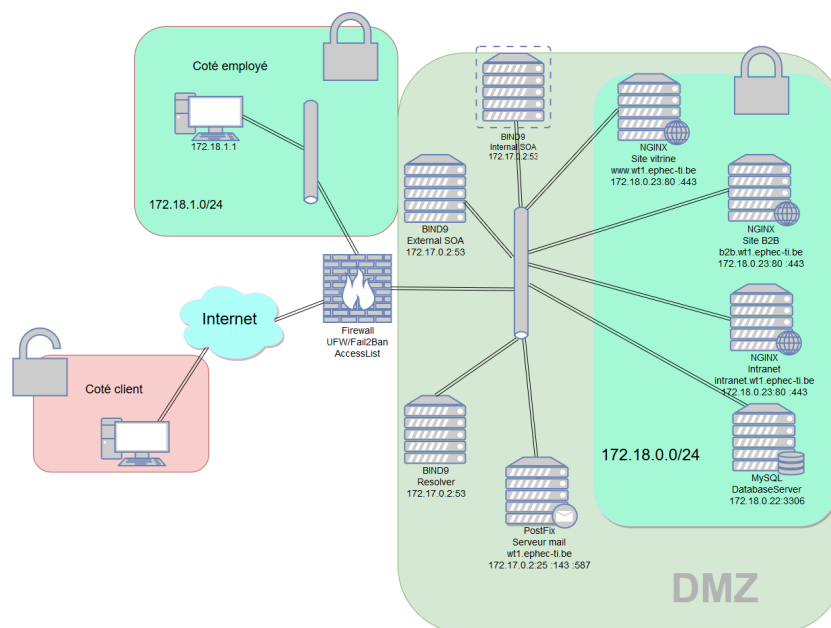 Coté employé
172.18.1.1
172.18.1.0/24
BIND9
Internal SOA
172.17.0.2:53
NGINX
Site vitrine
www.wt1.ephec-ti.be
172.18.0.23:80 :443
BIND9
External SOA
172.17.0.2:53
NGINX
Site B2B
b2b.wt1.ephec-ti.be
172.18.0.23:80 :443
Internet
Firewall
UFW/Fail2Ban
AccessList
NGINX
Intranet
intranet.wt1.ephec-ti.be
172.18.0.23:80 :443
Coté client
BIND9
Resolver
172.17.0.2:53
172.18.0.0/24
MySQL
DatabaseServer
172.18.0.22:3306
PostFix
Serveur mail
wt1.ephec-ti.be
172.17.0.2:25 :143 :587
DMZ